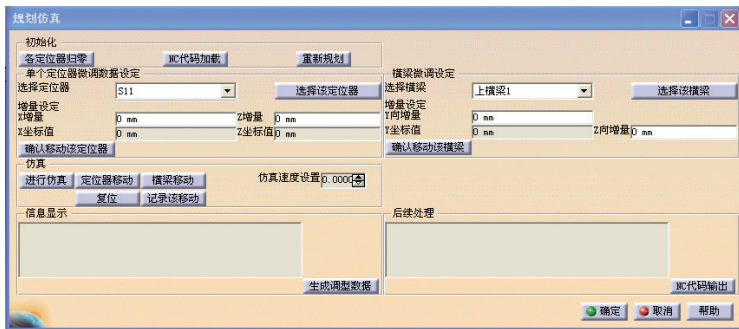 规划仿真
初始化
各定位器归零 NC代码加载 重新规划
单个定位器微调数据设定 横梁微调设定
选择定位器 S11 选择该定位器 选择横梁 上横梁1 选择该横梁
增量设定 增量设定
X增量 0 mm Z增量 0 mm Y向增量 0 mm
X坐标值 0 mm Z坐标值 0 mm Y坐标值 0 mm Z向增量 0 mm
确认移动该定位器 确认移动该横梁
仿真
进行仿真 定位器移动 横梁移动 仿真速度设置 0.000
复位 记录该移动
信息显示 后续处理
生成调型数据 NC代码输出
确定 取消 帮助